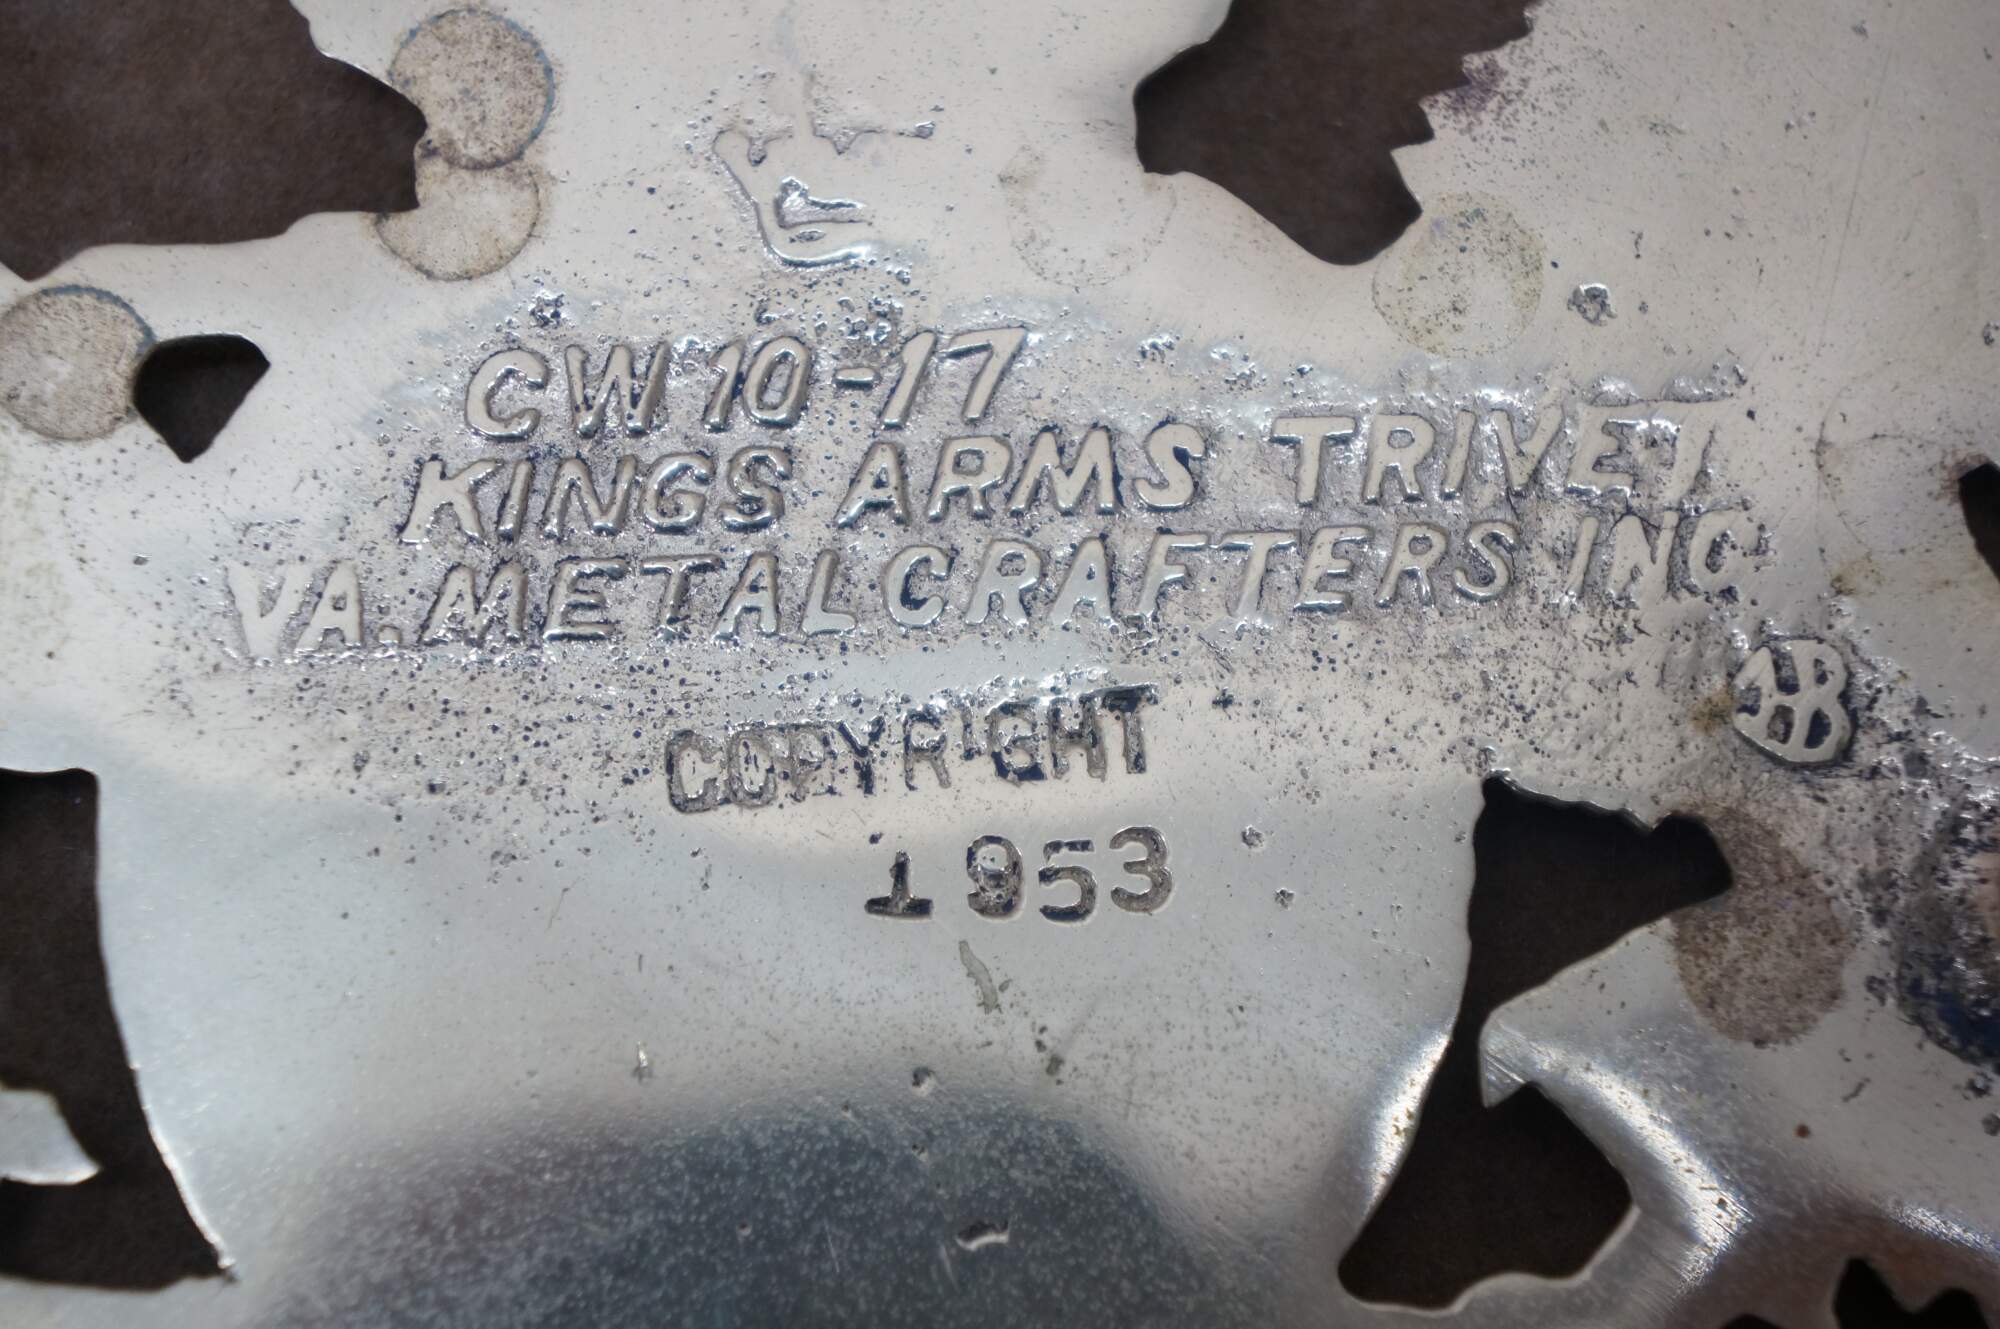 CW 10-17
KINGS ARMS TRIVET
VA. METALCRAFTERS INC
COPYRIGHT
1953